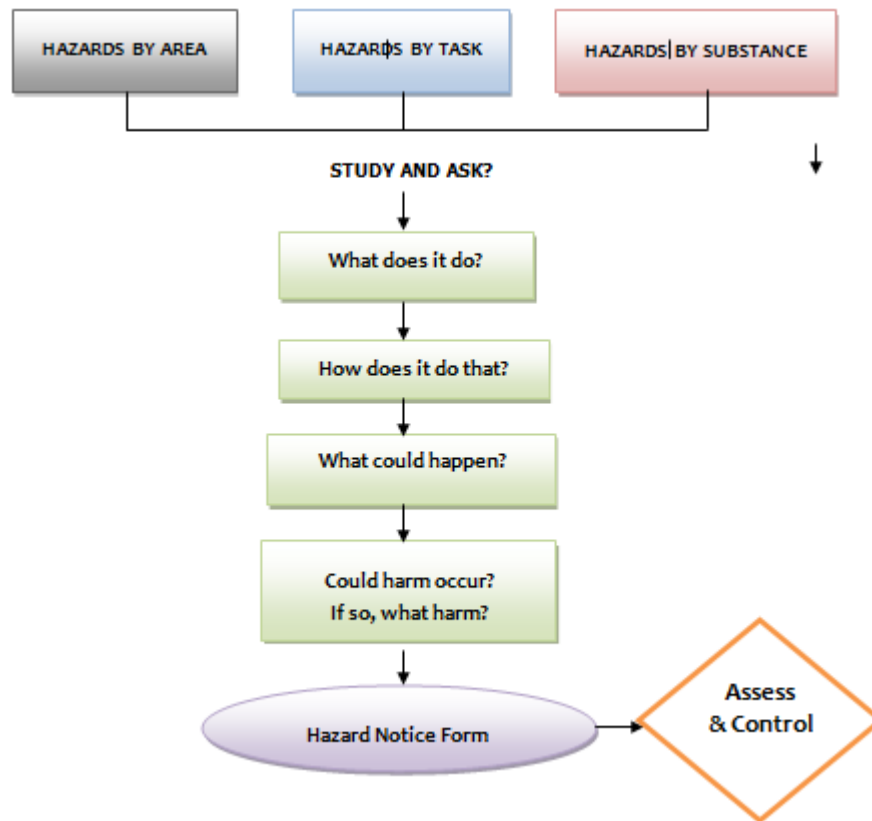 HAZARDS BY AREA
HAZARDS BY TASK
HAZARDS BY SUBSTANCE
STUDY AND ASK?
What does it do?
How does it do that?
What could happen?
Could harm occur?
If so, what harm?
Hazard Notice Form
Assess
& Control